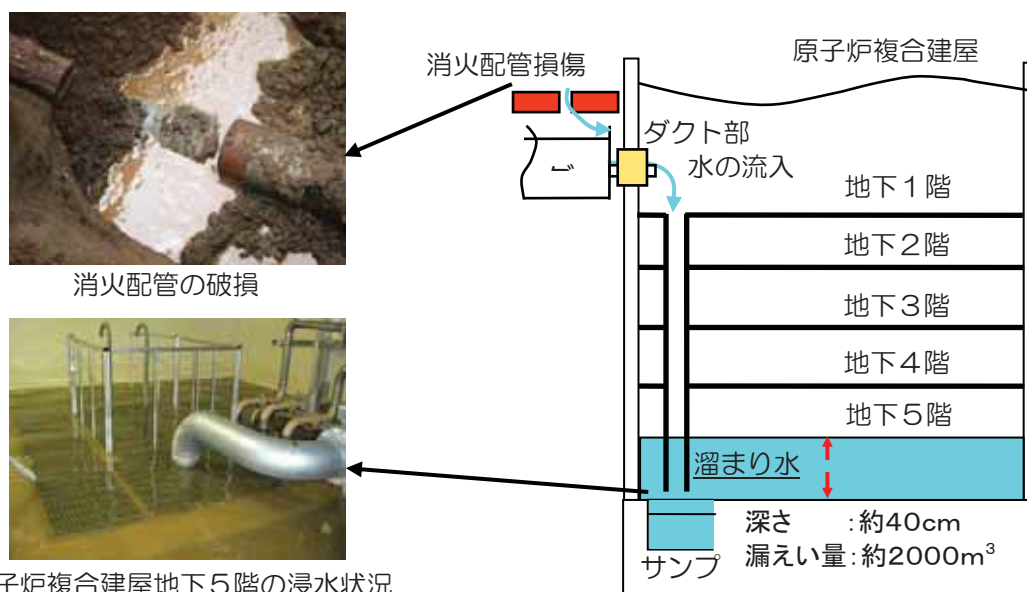 消火配管損傷
原子炉複合建屋
ダクト部
水の流入
地下1階
地下2階
地下3階
地下4階
地下5階
溜まり水
深さ　：約40cm
漏えい量：約2000m³
サンプ
消火配管の破損
子炉複合建屋地下5階の浸水状況